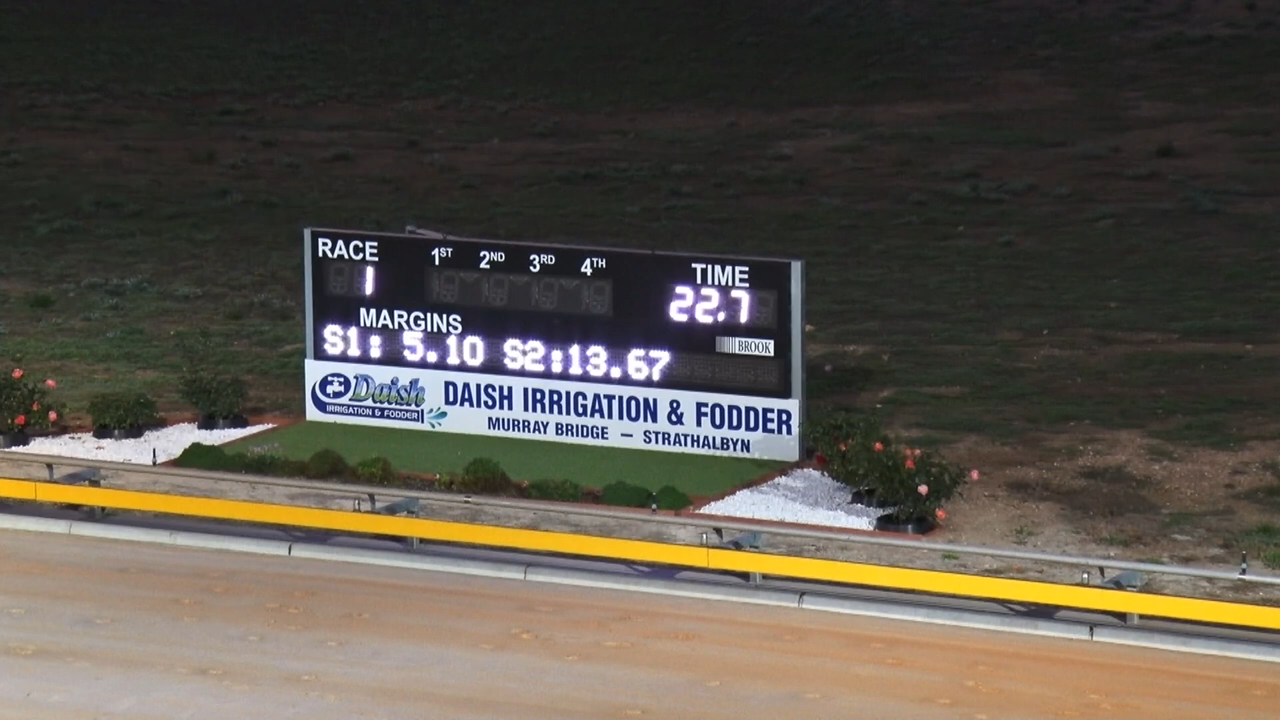 RACE 1ST 2ND 3RD 4TH TIME
1 22.7
MARGINS
S1: 5.10 S2:13.67
BROOK
Daish
IRRIGATION & FODDER
DAISH IRRIGATION & FODDER
MURRAY BRIDGE – STRATHALBYN